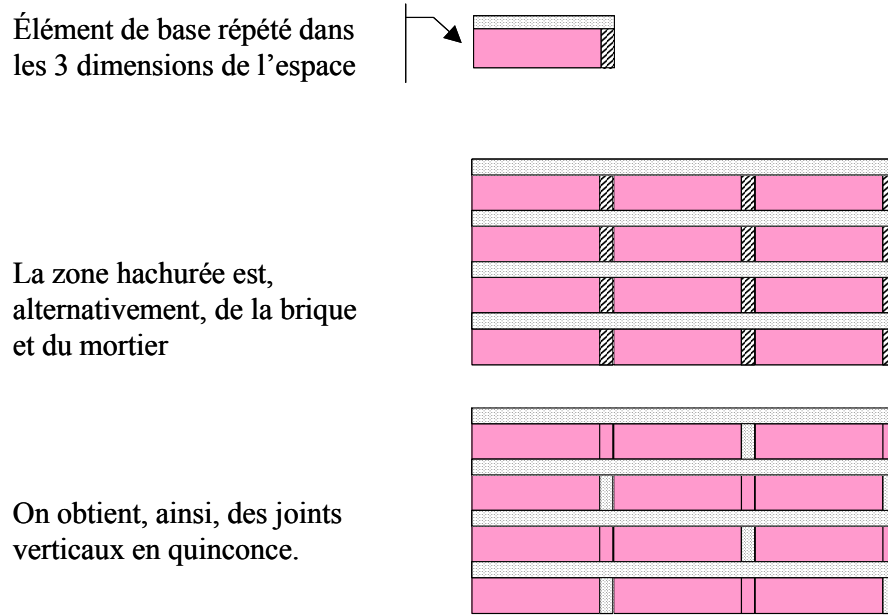 Élément de base répété dans
les 3 dimensions de l’espace
La zone hachurée est,
alternativement, de la brique
et du mortier
On obtient, ainsi, des joints
verticaux en quinconce.